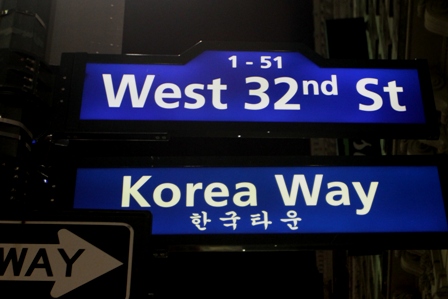 1 - 51
West 32nd St
Korea Way
한국타운
WAY